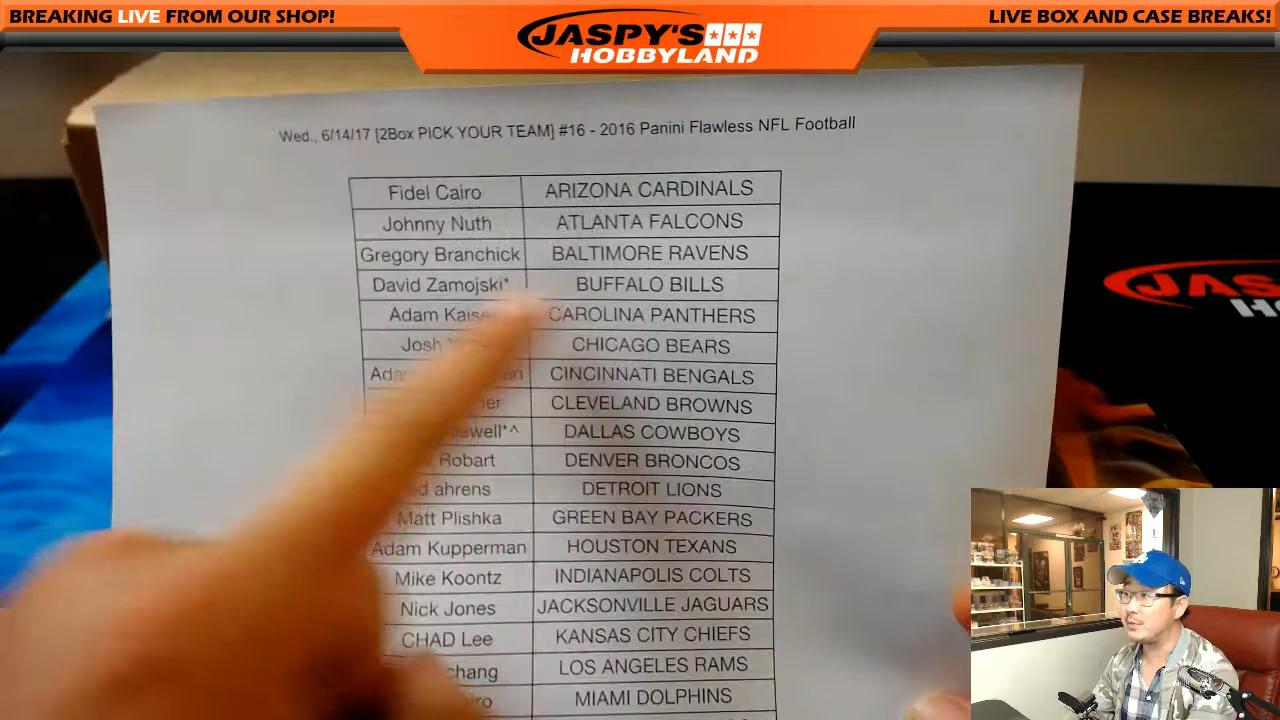 BREAKING LIVE FROM OUR SHOP!
JASPY'S
HOBBYLAND
LIVE BOX AND CASE BREAKS!
Wed., 6/14/17 [2Box PICK YOUR TEAM] #16 - 2016 Panini Flawless NFL Football
Fidel Cairo ARIZONA CARDINALS
Johnny Nuth ATLANTA FALCONS
Gregory Branchick BALTIMORE RAVENS
David Zamojski* BUFFALO BILLS
Adam CAROLINA PANTHERS
Josh CHICAGO BEARS
CINCINNATI BENGALS
CLEVELAND BROWNS
DALLAS COWBOYS
Robart DENVER BRONCOS
ahrens DETROIT LIONS
Matt Plishka GREEN BAY PACKERS
Adam Kupperman HOUSTON TEXANS
Mike Koontz INDIANAPOLIS COLTS
Nick Jones JACKSONVILLE JAGUARS
CHAD Lee KANSAS CITY CHIEFS
chang LOS ANGELES RAMS
MIAMI DOLPHINS